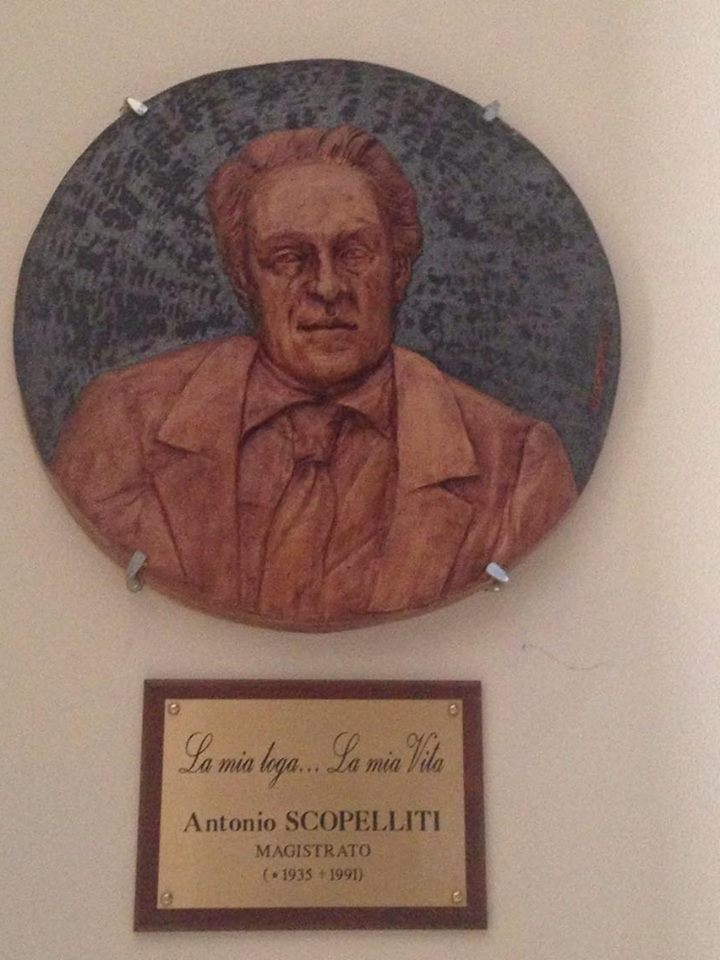 La mia toga... La mia Vita
Antonio SCOPELLITI
MAGISTRATO
(*1935 +1991)